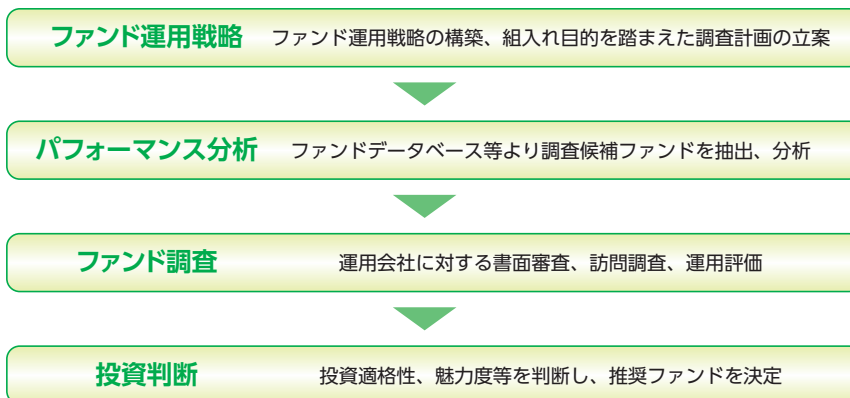 ファンド運用戦略 ファンド運用戦略の構築、組入れ目的を踏まえた調査計画の立案
パフォーマンス分析 ファンドデータベース等より調査候補ファンドを抽出、分析
ファンド調査 運用会社に対する書面審査、訪問調査、運用評価
投資判断 投資適格性、魅力度等を判断し、推奨ファンドを決定